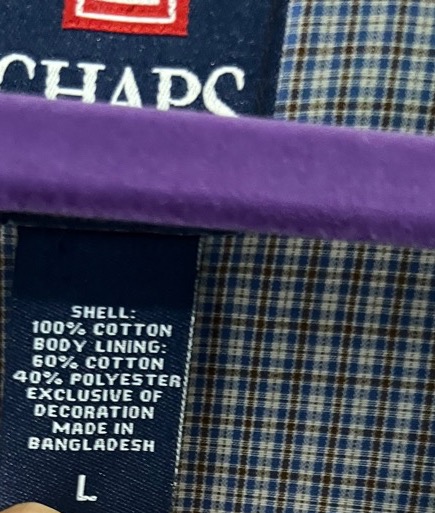 CHAPS
SHELL:
100% COTTON
BODY LINING:
60% COTTON
40% POLYESTER
EXCLUSIVE OF
DECORATION
MADE IN
BANGLADESH
L